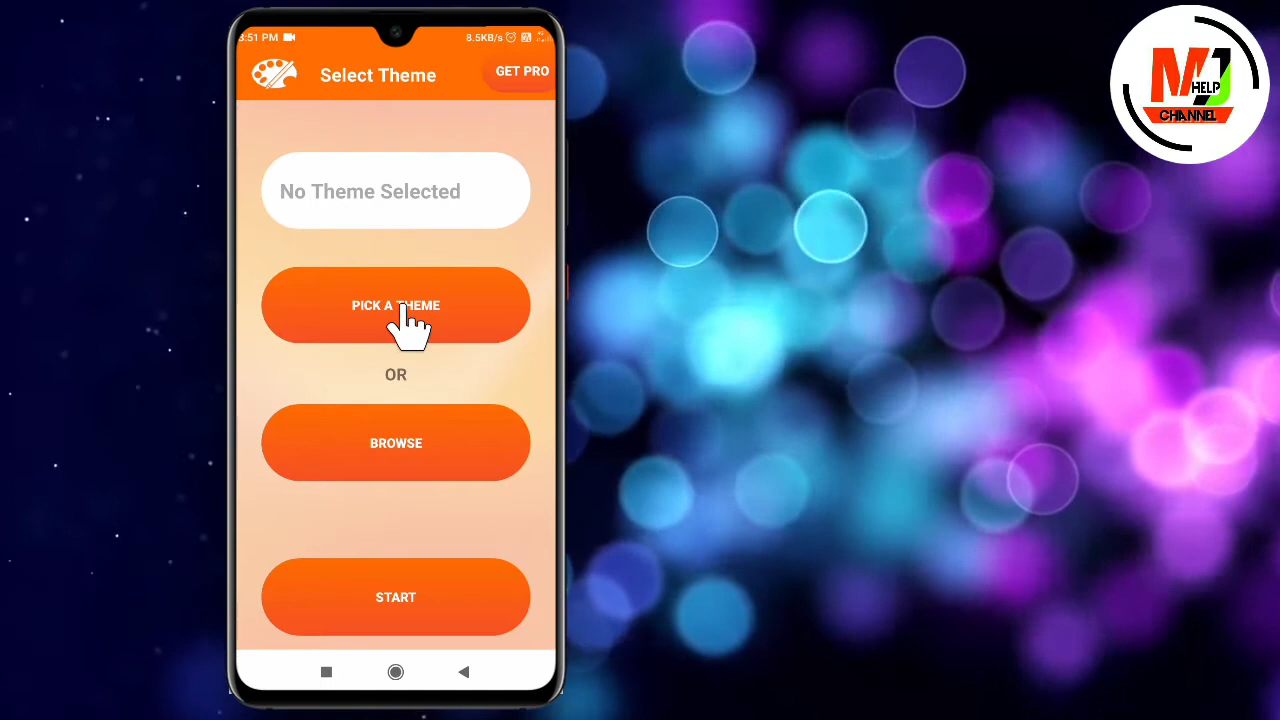 3:51 PM
8.5KB/s
Select Theme
GET PRO
No Theme Selected
PICK A THEME
OR
BROWSE
START
MJ
HELP
CHANNEL